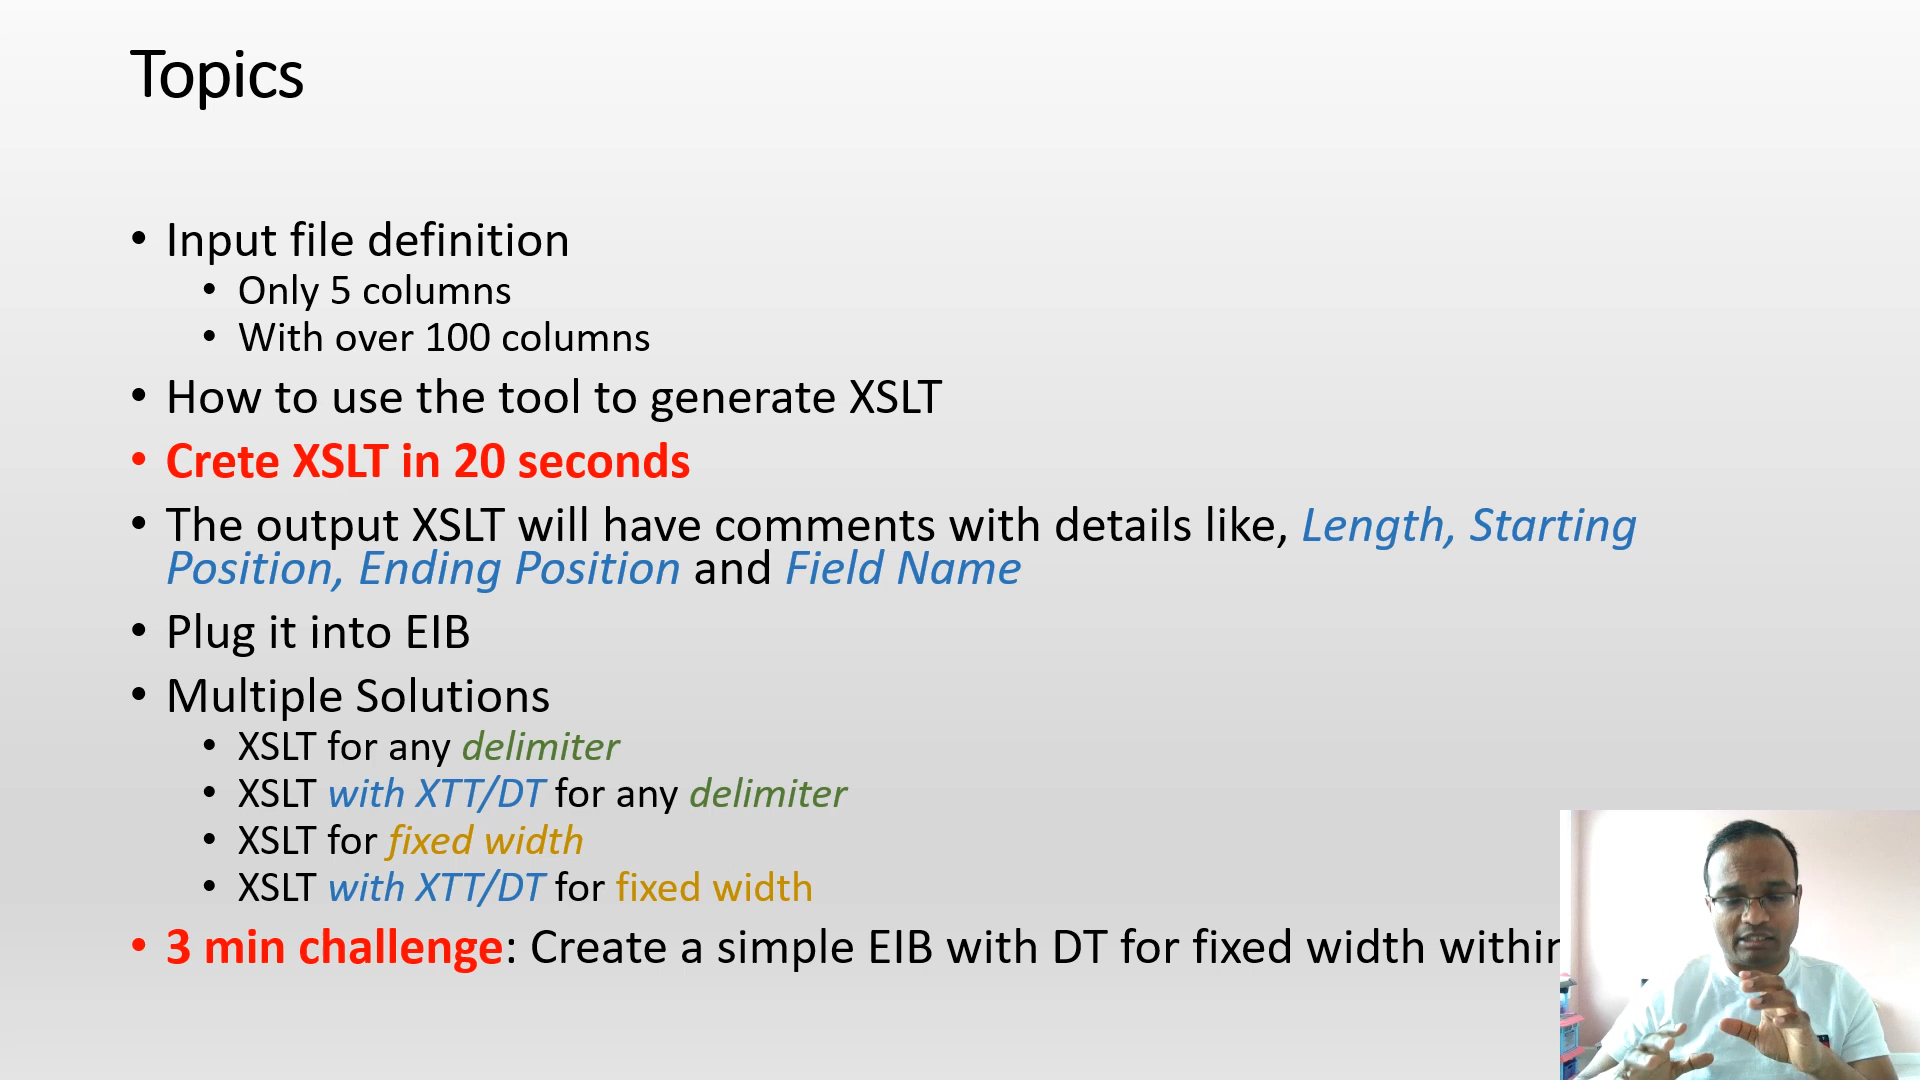 Topics
• Input file definition
• Only 5 columns
• With over 100 columns
• How to use the tool to generate XSLT
• Crete XSLT in 20 seconds
• The output XSLT will have comments with details like, Length, Starting
Position, Ending Position and Field Name
• Plug it into EIB
• Multiple Solutions
• XSLT for any delimiter
• XSLT with XTT/DT for any delimiter
• XSLT for fixed width
• XSLT with XTT/DT for fixed width
• 3 min challenge: Create a simple EIB with DT for fixed width within